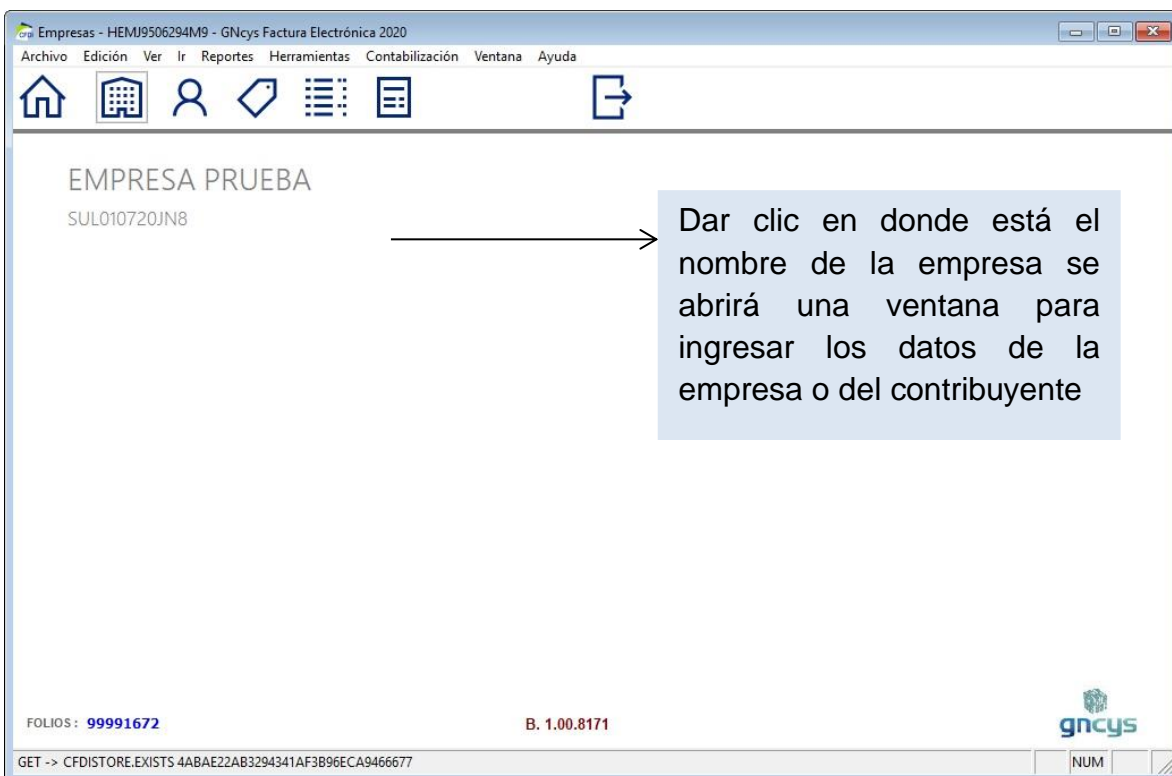 Empresas - HEMJ9506294M9 - GNcys Factura Electrónica 2020
Archivo Edición Ver Ir Reportes Herramientas Contabilización Ventana Ayuda
EMPRESA PRUEBA
SUL010720JN8
Dar clic en donde está el
nombre de la empresa se
abrirá una ventana para
ingresar los datos de la
empresa o del contribuyente
FOLIOS: 99991672
B. 1.00.8171
gncys
GET -> CFDISTORE.EXISTS 4ABAE22AB3294341AF3B96ECA9466677
NUM